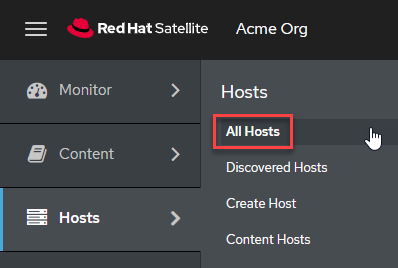 Red Hat Satellite Acme Org
Monitor
Content
Hosts
Hosts
All Hosts
Discovered Hosts
Create Host
Content Hosts